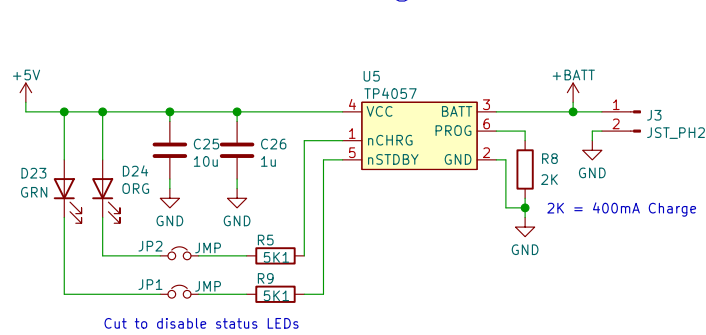 +5V
U5
TP4057
+BATT
4
VCC
BATT
3
1
J3
PROG
6
2
JST_PH2
1
nCHRG
5
nSTDBY
GND
2
C25
10u
C26
1u
D23
GRN
D24
ORG
R8
2K
GND
GND
GND
2K = 400mA Charge
GND
JP2
JMP
R5
5K1
JP1
JMP
R9
5K1
Cut to disable status LEDs